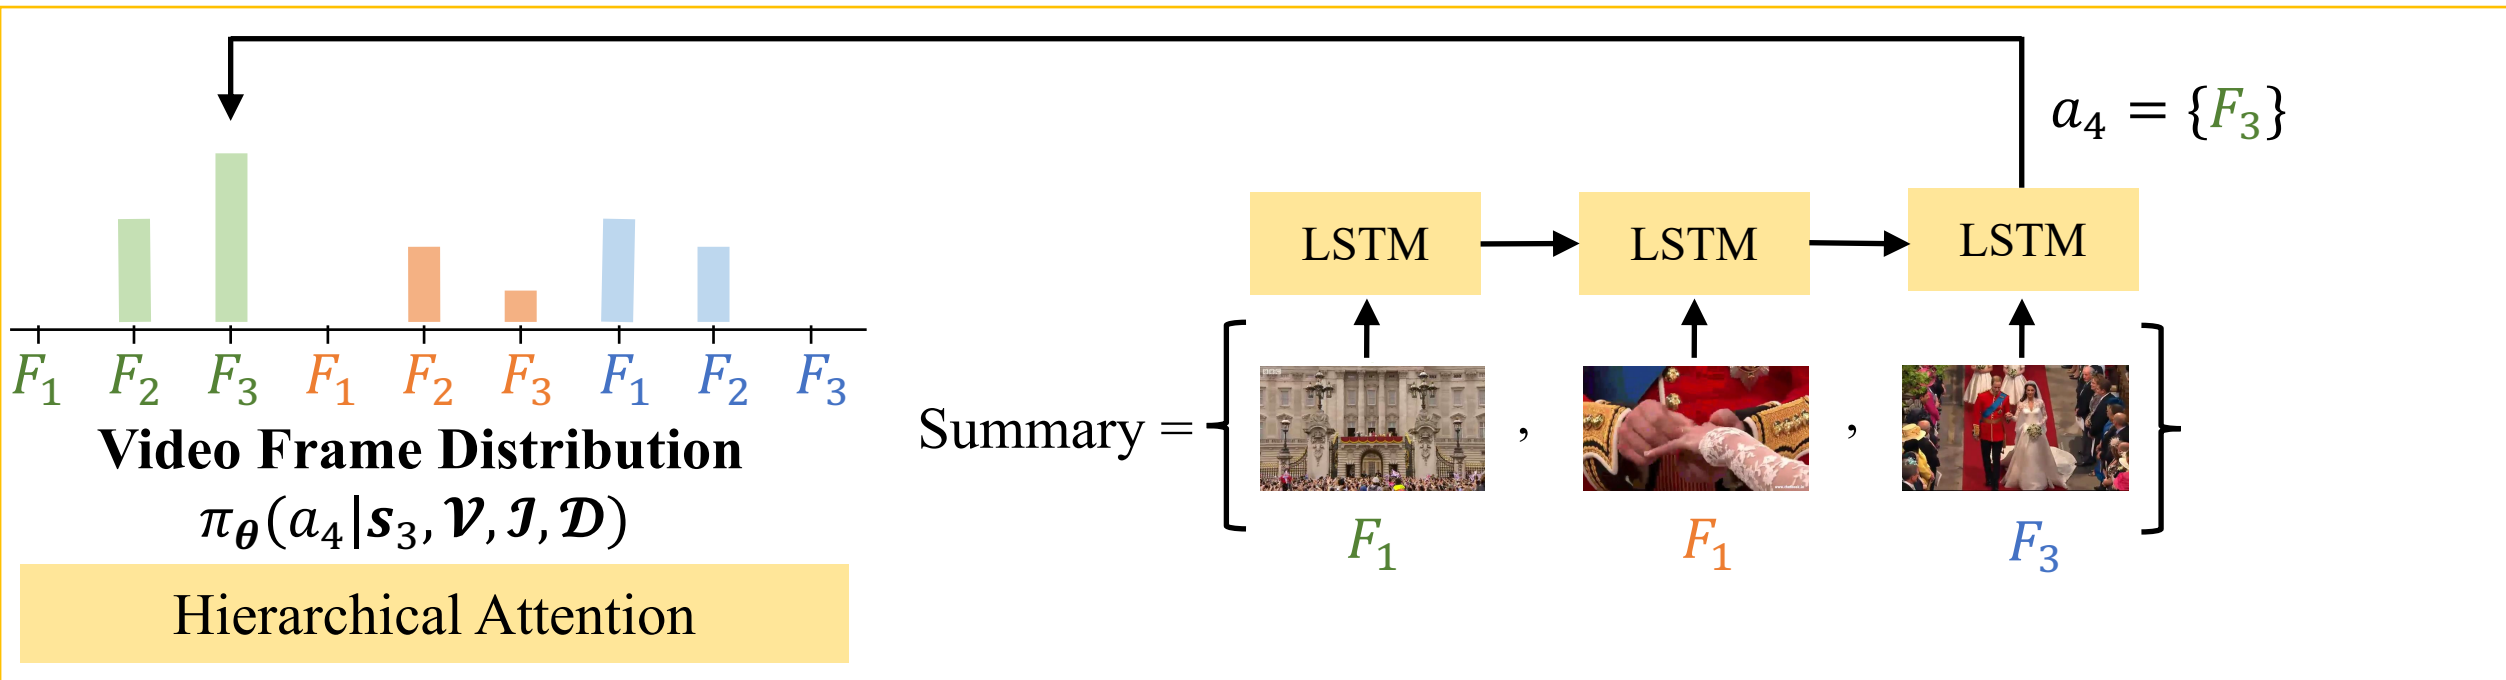 a₄ = {F₃}
LSTM LSTM LSTM
F₁ F₂ F₃ F₁ F₂ F₃ F₁ F₂ F₃
Summary = { , , }
Video Frame Distribution
π_θ(a₄|s₃, 𝒱, ℐ, 𝒟)
F₁ F₁ F₃
Hierarchical Attention